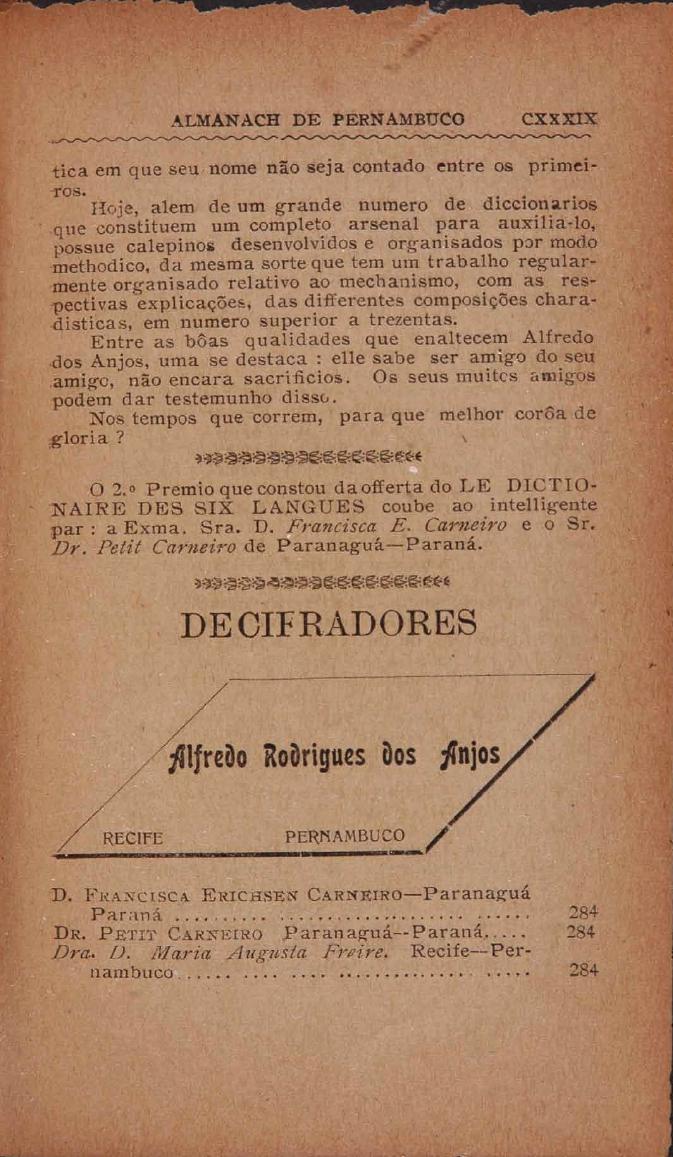 ALMANACH DE PERNAMBUCO CXXXIX
tica em que seu nome não seja contado entre os primei-
ros.
Hoje, alem de um grande numero de diccionarios
que constituem um completo arsenal para auxilia-lo,
possue calepinos desenvolvidos e organisados por modo
methodico, da mesma sorte que tem um trabalho regular-
mente organisado relativo ao mechanismo, com as res-
pectivas explicações, das differentes composições chara-
disticas, em numero superior a trezentas.
Entre as bôas qualidades que enaltecem Alfredo
dos Anjos, uma se destaca : elle sabe ser amigo do seu
amigo, não encara sacrificios. Os seus muitos amigos
podem dar testemunho disso.
Nos tempos que correm, para que melhor corôa de
gloria ?
O 2.º Premio que constou da offerta do LE DICTIO-
NAIRE DES SIX LANGUES coube ao intelligente
par : a Exma. Sra. D. Francisca E. Carneiro e o Sr.
Dr. Petit Carneiro de Paranaguá—Paraná.
DECIFRADORES
Alfredo Rodrigues dos Anjos
RECIFE PERNAMBUCO
D. FRANCISCA ERICHSEN CARNEIRO—Paranaguá
Paraná .......... ..................... ...... 284
DR. PETIT CARNEIRO Paranaguá--Paraná..... 284
Dra. D. Maria Augusta Freire. Recife—Per-
nambuco...... .... .... ............... ..... 284